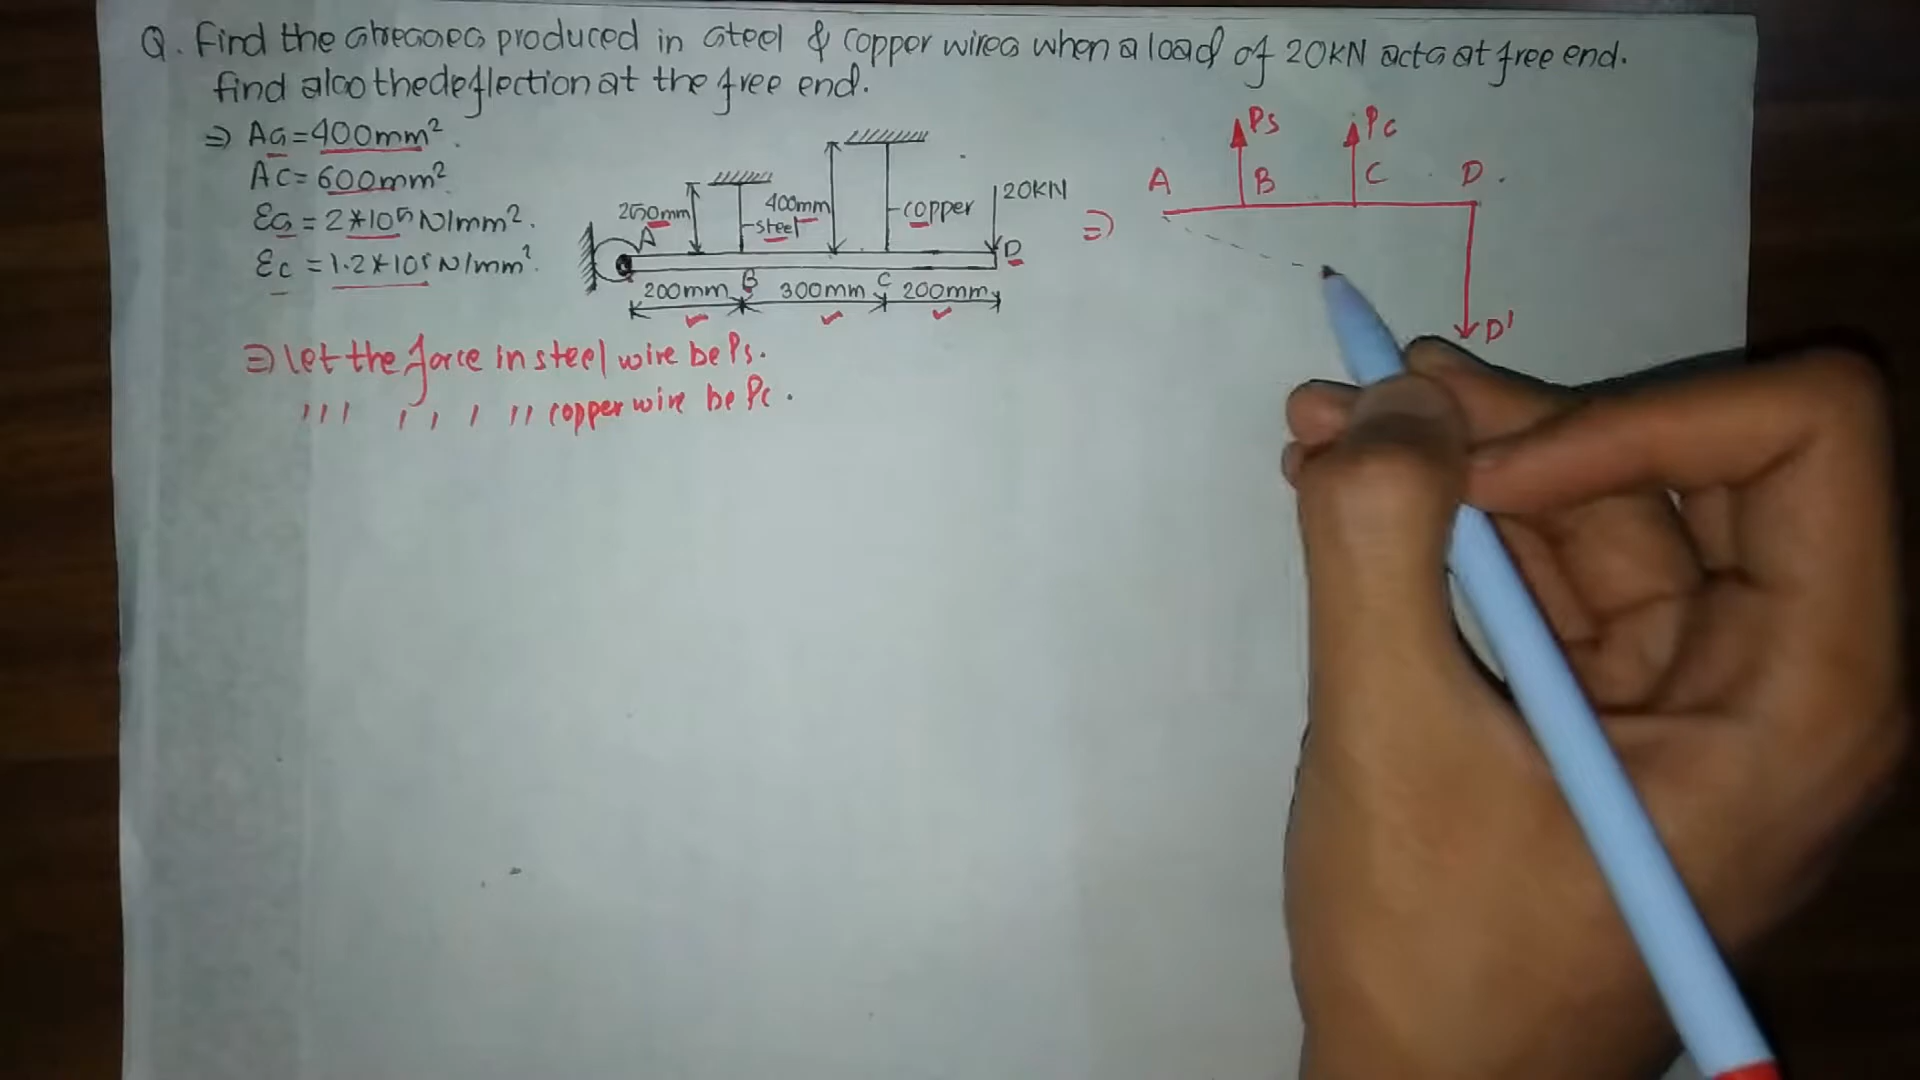 Q. Find the stresses produced in steel & copper wires when a load of 20KN acts at free end.
find also the deflection at the free end.
⇒ As=400mm².
Ac=600mm²
Es = 2*10⁵N/mm².
Ec = 1.2*10⁵N/mm².
250mm
steel
400mm
copper
20KN
A
D
B
C
200mm
300mm
200mm
⇒
Ps
Pc
A
B
C
D.
D'
⇒ let the force in steel wire be Ps.
''' ' ' ' '' copper wire be Pc.